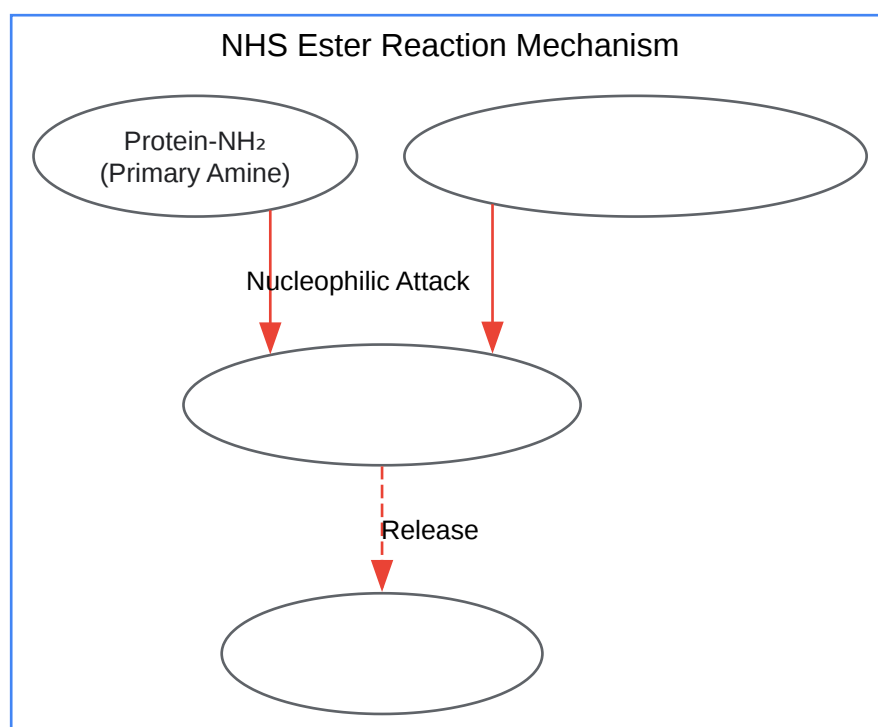 NHS Ester Reaction Mechanism
Protein-NH₂
(Primary Amine)
Nucleophilic Attack
Release